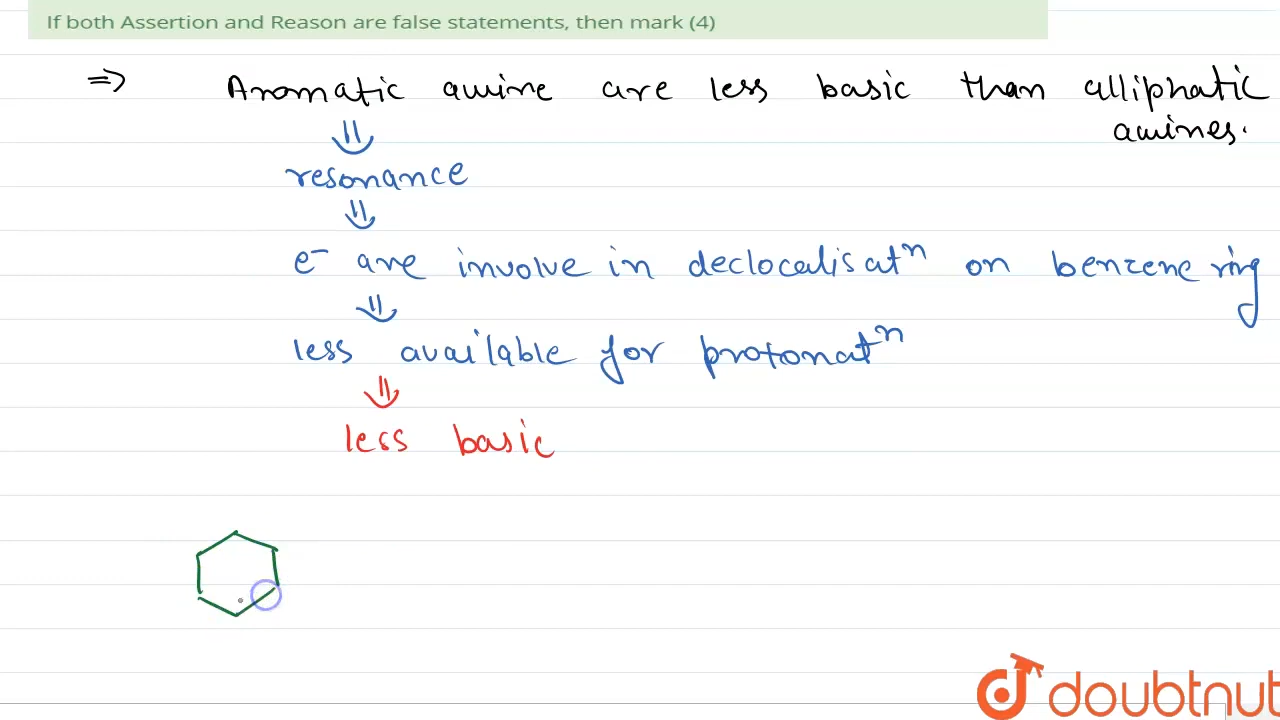 If both Assertion and Reason are false statements, then mark (4)
⇒ Aromatic amine are less basic than alliphatic
amines.
⇓
resonance
⇓
e⁻ are involve in declocalisatⁿ on benzene ring
⇓
less available for protonatⁿ
⇓
less basic
doubtnut